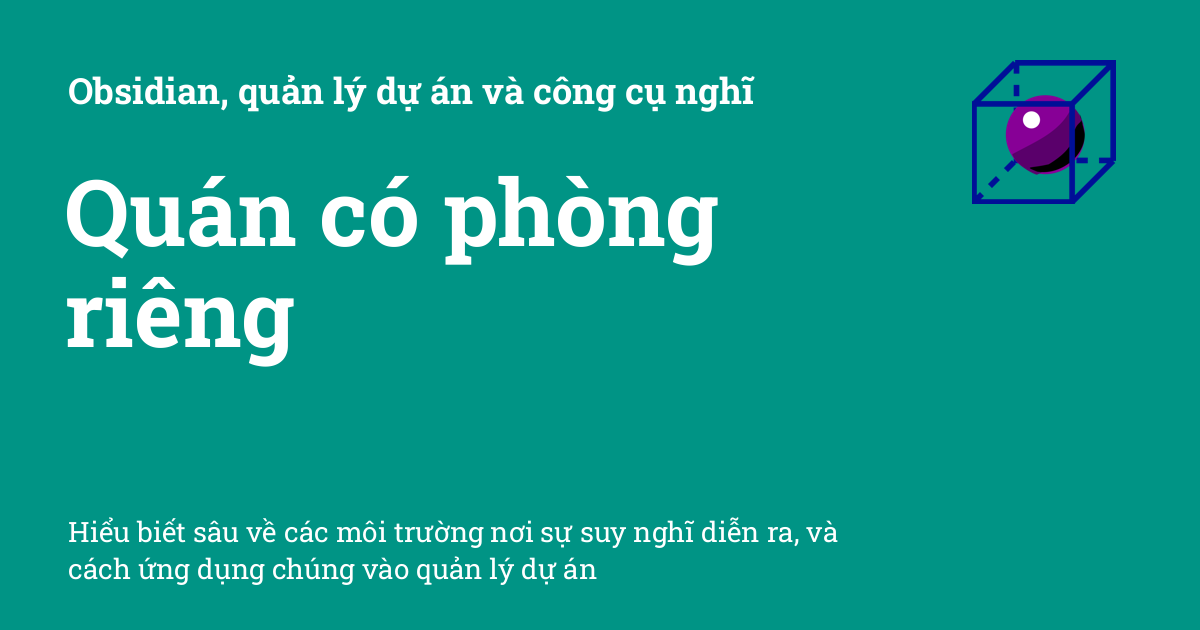 Obsidian, quản lý dự án và công cụ nghĩ
Quán có phòng
riêng
Hiểu biết sâu về các môi trường nơi sự suy nghĩ diễn ra, và
cách ứng dụng chúng vào quản lý dự án